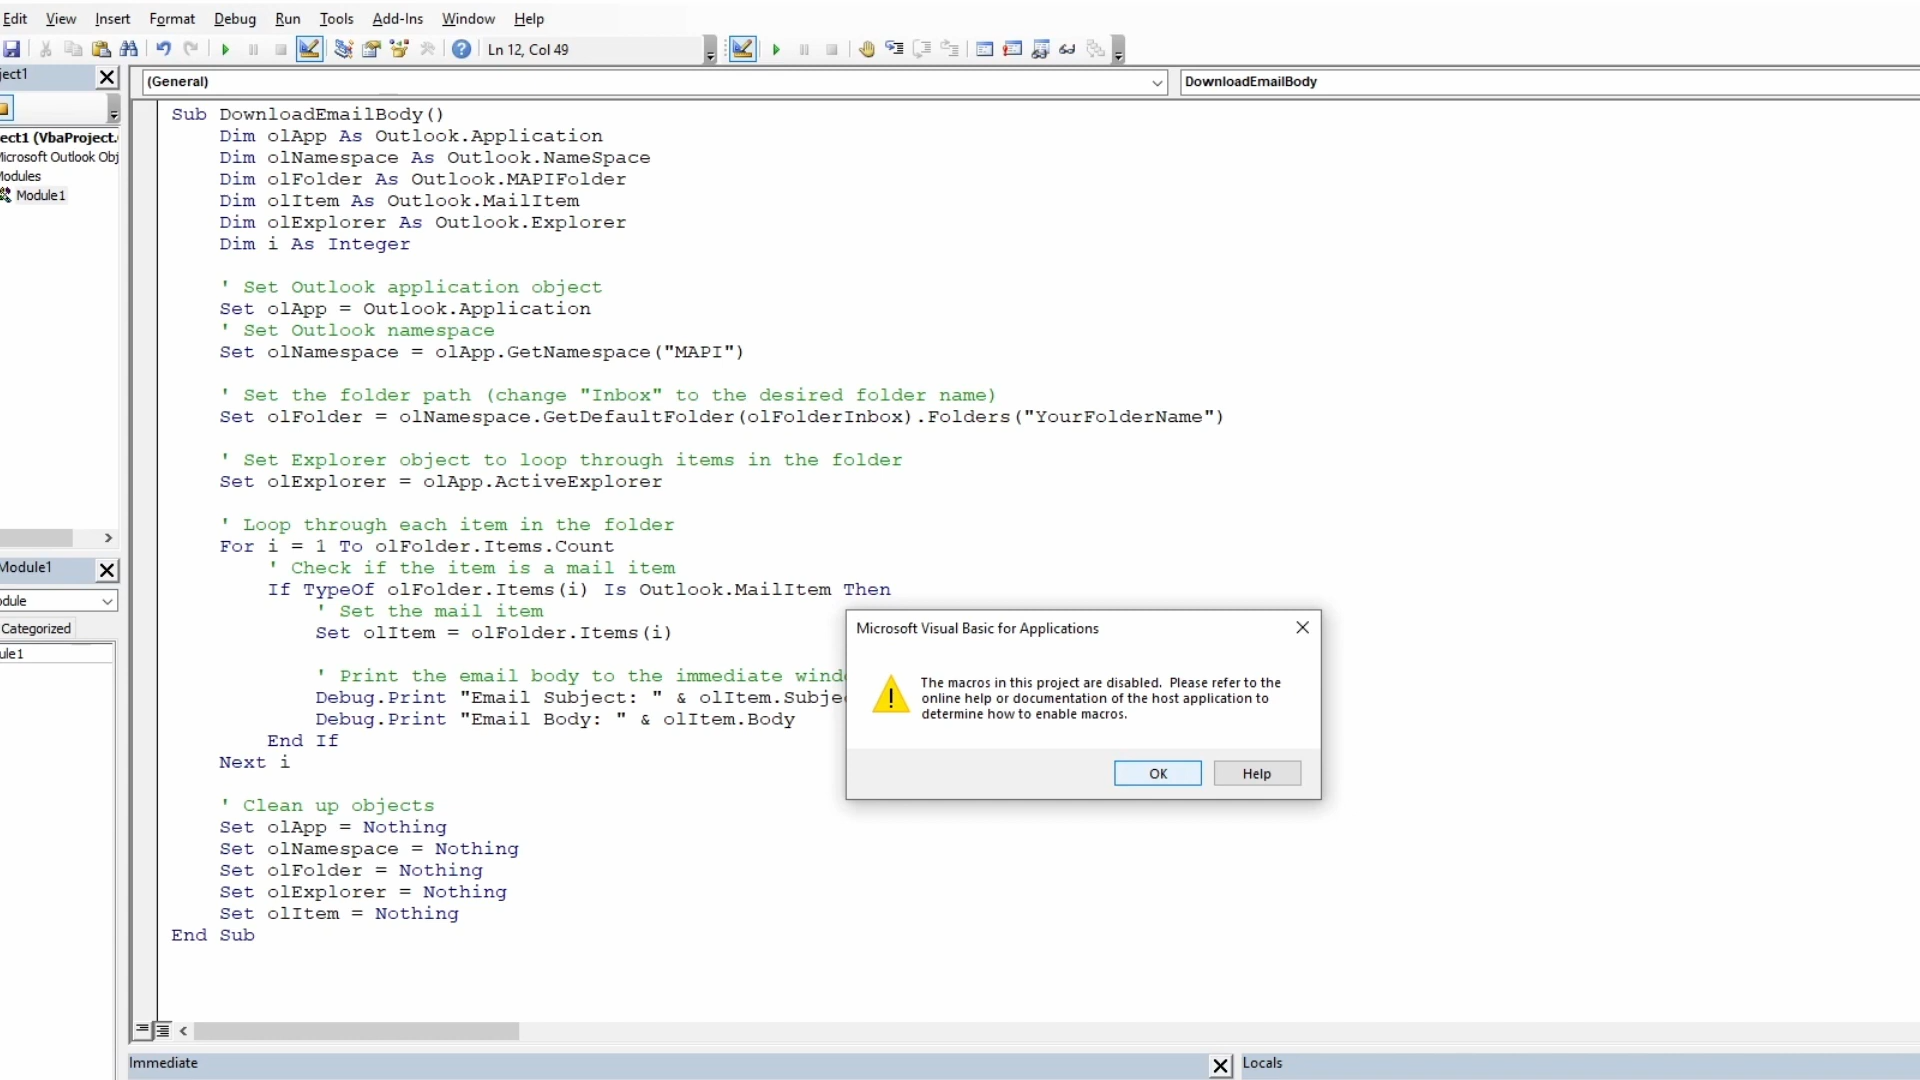 Edit View Insert Format Debug Run Tools Add-Ins Window Help
Ln 12, Col 49
ject1
(General)
DownloadEmailBody
ect1 (VbaProject.
Microsoft Outlook Obj
Modules
Module1
Module1
odule
Categorized
ule1
Sub DownloadEmailBody()
Dim olApp As Outlook.Application
Dim olNamespace As Outlook.NameSpace
Dim olFolder As Outlook.MAPIFolder
Dim olItem As Outlook.MailItem
Dim olExplorer As Outlook.Explorer
Dim i As Integer
' Set Outlook application object
Set olApp = Outlook.Application
' Set Outlook namespace
Set olNamespace = olApp.GetNamespace("MAPI")
' Set the folder path (change "Inbox" to the desired folder name)
Set olFolder = olNamespace.GetDefaultFolder(olFolderInbox).Folders("YourFolderName")
' Set Explorer object to loop through items in the folder
Set olExplorer = olApp.ActiveExplorer
' Loop through each item in the folder
For i = 1 To olFolder.Items.Count
' Check if the item is a mail item
If TypeOf olFolder.Items(i) Is Outlook.MailItem Then
' Set the mail item
Set olItem = olFolder.Items(i)
' Print the email body to the immediate windo
Debug.Print "Email Subject: " & olItem.Subjec
Debug.Print "Email Body: " & olItem.Body
End If
Next i
' Clean up objects
Set olApp = Nothing
Set olNamespace = Nothing
Set olFolder = Nothing
Set olExplorer = Nothing
Set olItem = Nothing
End Sub
Microsoft Visual Basic for Applications
The macros in this project are disabled. Please refer to the
online help or documentation of the host application to
determine how to enable macros.
OK Help
Immediate
Locals